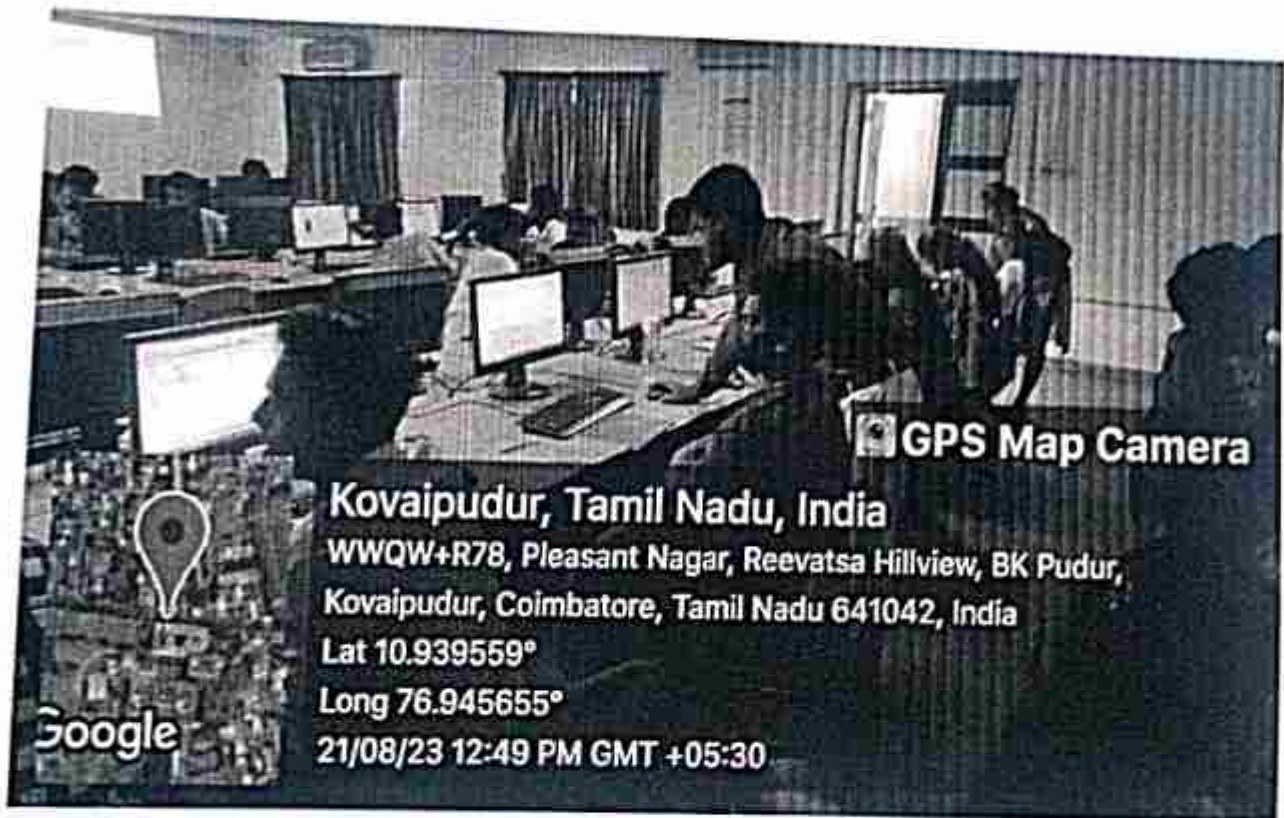 GPS Map Camera
Kovaipudur, Tamil Nadu, India
WWQW+R78, Pleasant Nagar, Reevatsa Hillview, BK Pudur,
Kovaipudur, Coimbatore, Tamil Nadu 641042, India
Lat 10.939559°
Long 76.945655°
21/08/23 12:49 PM GMT +05:30
Google